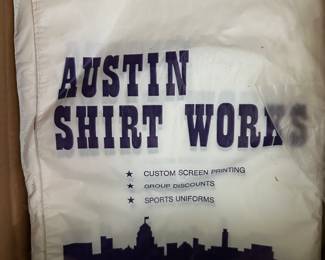 AUSTIN
SHIRT WORKS
★ CUSTOM SCREEN PRINTING
★ GROUP DISCOUNTS
★ SPORTS UNIFORMS